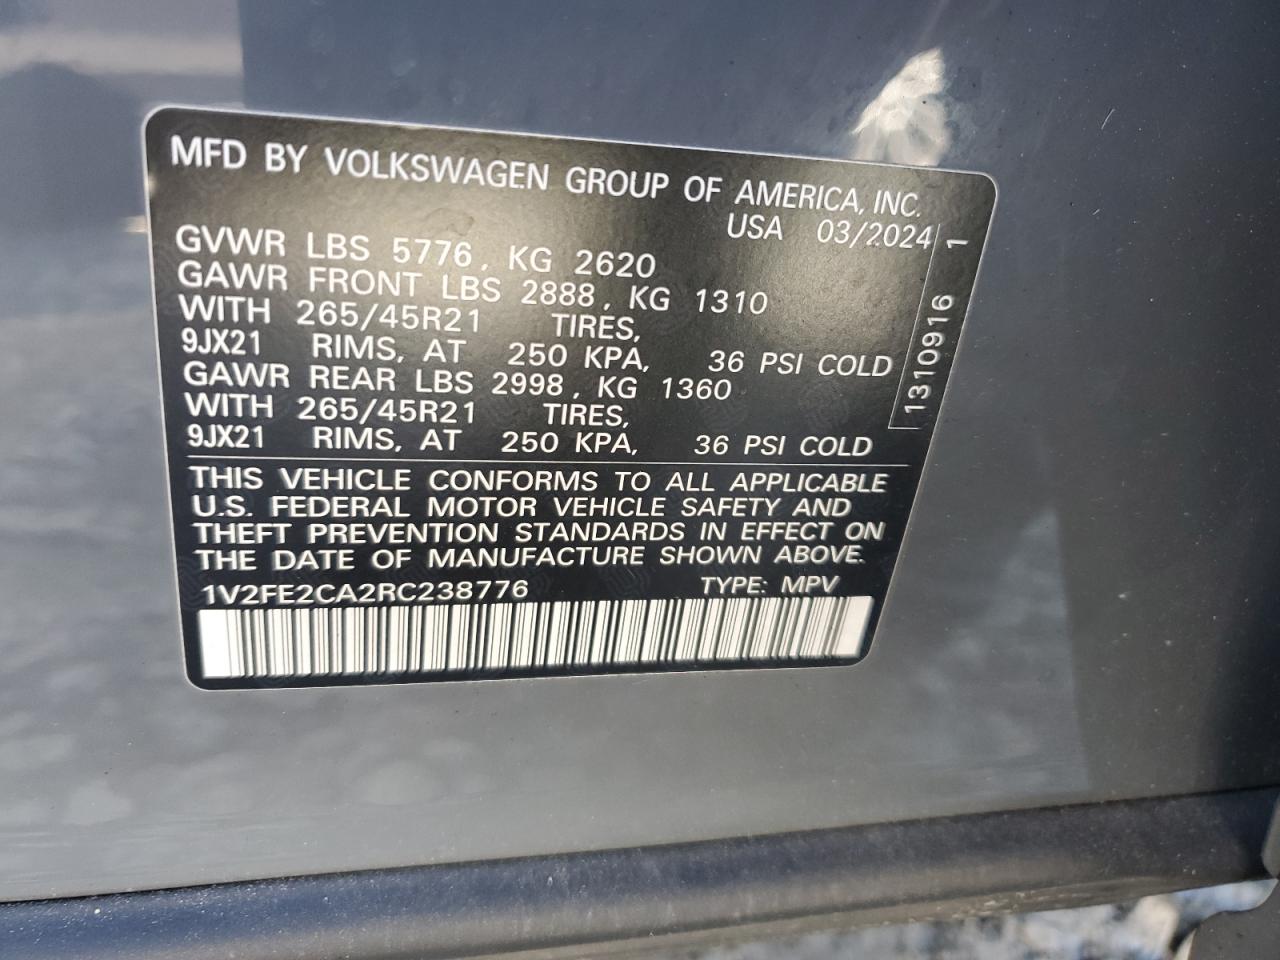 MFD BY VOLKSWAGEN GROUP OF AMERICA, INC.
USA 03/2024
GVWR LBS 5776, KG 2620
GAWR FRONT LBS 2888, KG 1310
WITH 265/45R21 TIRES,
9JX21 RIMS, AT 250 KPA, 36 PSI COLD
GAWR REAR LBS 2998, KG 1360
WITH 265/45R21 TIRES,
9JX21 RIMS, AT 250 KPA, 36 PSI COLD
1310916 1
THIS VEHICLE CONFORMS TO ALL APPLICABLE
U.S. FEDERAL MOTOR VEHICLE SAFETY AND
THEFT PREVENTION STANDARDS IN EFFECT ON
THE DATE OF MANUFACTURE SHOWN ABOVE.
1V2FE2CA2RC238776 TYPE: MPV